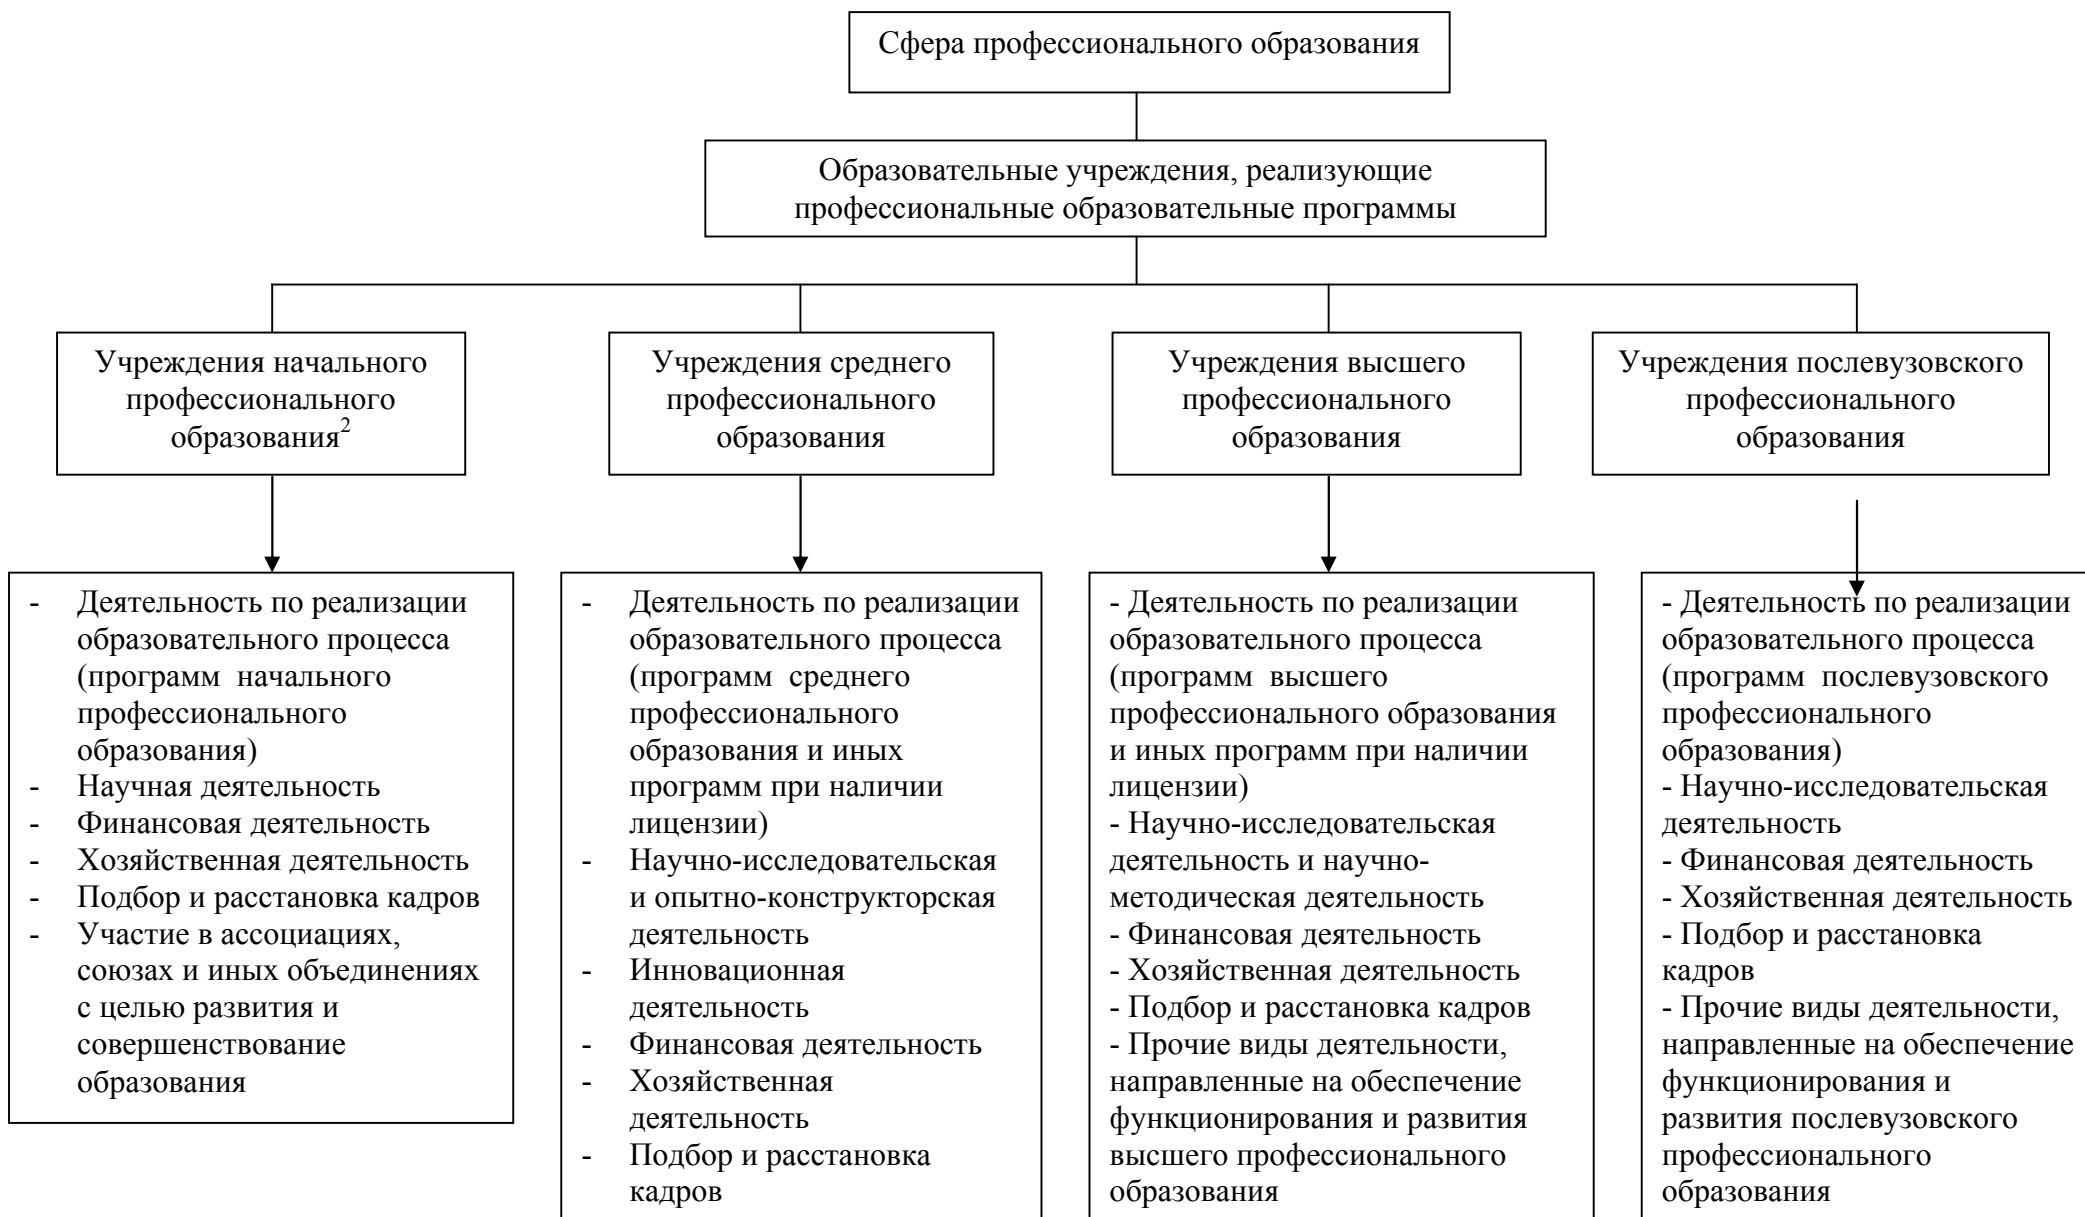 Сфера профессионального образования
Образовательные учреждения, реализующие
профессиональные образовательные программы
Учреждения начального
профессионального
образования²
Учреждения среднего
профессионального
образования
Учреждения высшего
профессионального
образования
Учреждения послевузовского
профессионального
образования
- Деятельность по реализации
образовательного процесса
(программ начального
профессионального
образования)
- Научная деятельность
- Финансовая деятельность
- Хозяйственная деятельность
- Подбор и расстановка кадров
- Участие в ассоциациях,
союзах и иных объединениях
с целью развития и
совершенствование
образования
- Деятельность по реализации
образовательного процесса
(программ среднего
профессионального
образования и иных
программ при наличии
лицензии)
- Научно-исследовательская
и опытно-конструкторская
деятельность
- Инновационная
деятельность
- Финансовая деятельность
- Хозяйственная
деятельность
- Подбор и расстановка
кадров
- Деятельность по реализации
образовательного процесса
(программ высшего
профессионального образования
и иных программ при наличии
лицензии)
- Научно-исследовательская
деятельность и научно-
методическая деятельность
- Финансовая деятельность
- Хозяйственная деятельность
- Подбор и расстановка кадров
- Прочие виды деятельности,
направленные на обеспечение
функционирования и развития
высшего профессионального
образования
- Деятельность по реализации
образовательного процесса
(программ послевузовского
профессионального
образования)
- Научно-исследовательская
деятельность
- Финансовая деятельность
- Хозяйственная деятельность
- Подбор и расстановка
кадров
- Прочие виды деятельности,
направленные на обеспечение
функционирования и
развития послевузовского
профессионального
образования